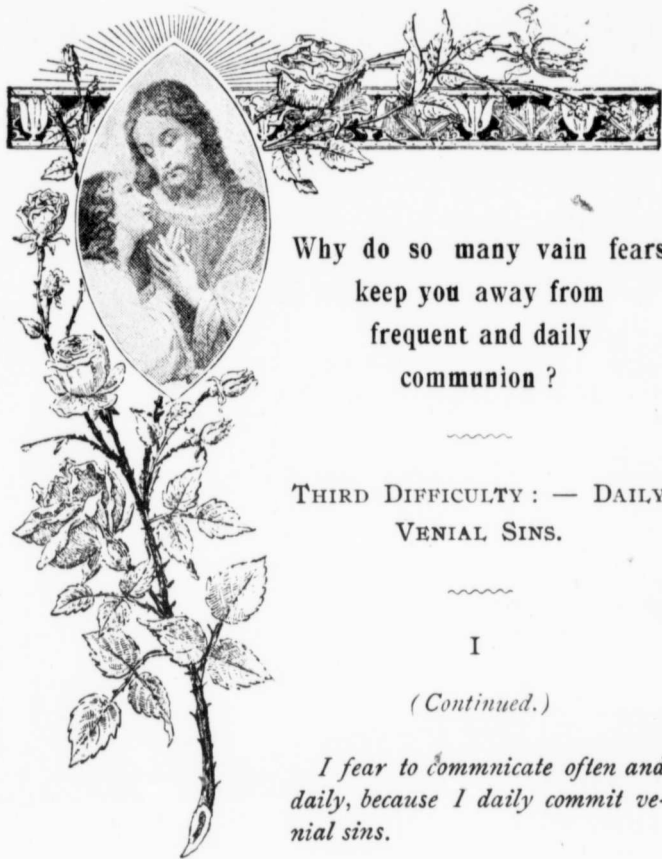 Why do so many vain fears
keep you away from
frequent and daily
communion ?
THIRD DIFFICULTY : — DAILY
VENIAL SINS.
I
(Continued.)
I fear to commnicate often and
daily, because I daily commit ve-
nial sins.